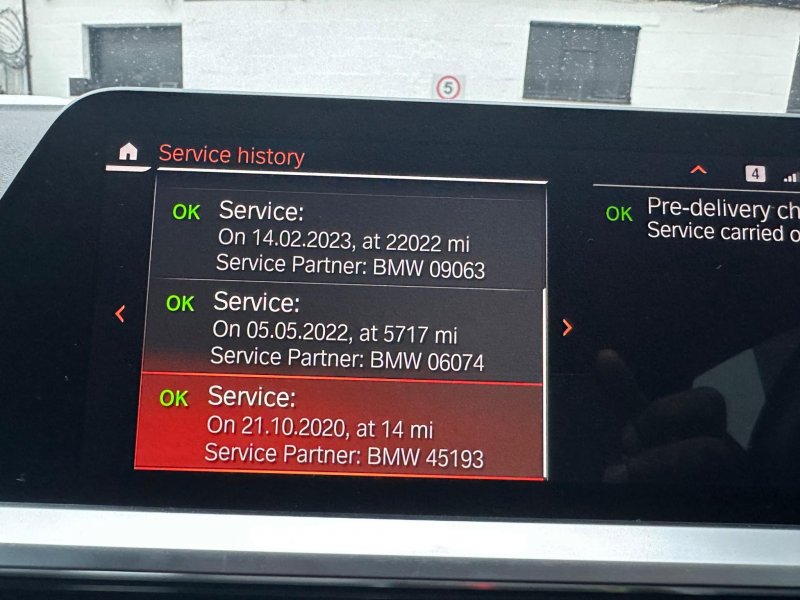 5
Service history
4
OK Service:
On 14.02.2023, at 22022 mi
Service Partner: BMW 09063
OK Service:
On 05.05.2022, at 5717 mi
Service Partner: BMW 06074
OK Service:
On 21.10.2020, at 14 mi
Service Partner: BMW 45193
OK Pre-delivery ch
Service carried o